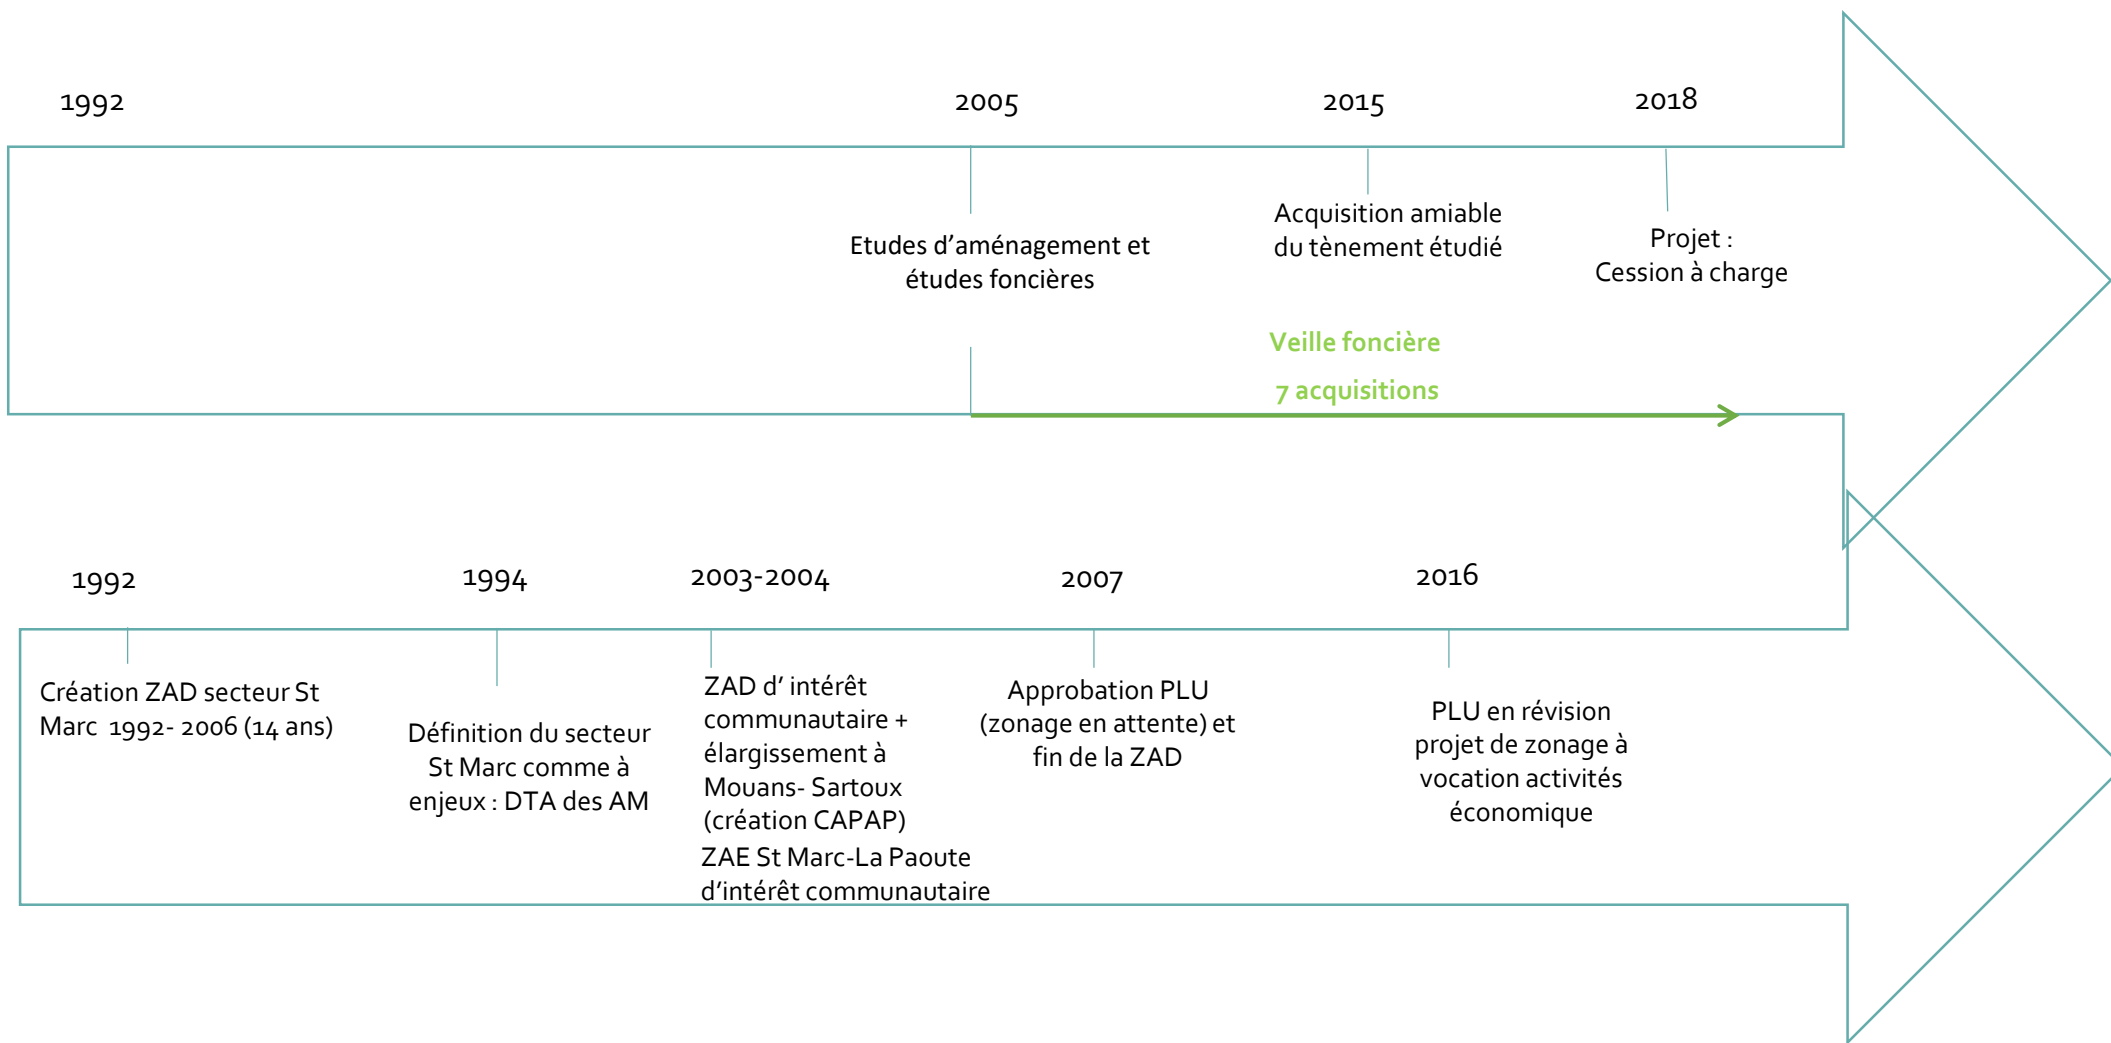 1992
2005
2015
2018
Etudes d'aménagement et
études foncières
Acquisition amiable
du tènement étudié
Projet :
Cession à charge
Veille foncière
7 acquisitions
1992
1994
2003-2004
2007
2016
Création ZAD secteur St
Marc 1992- 2006 (14 ans)
Définition du secteur
St Marc comme à
enjeux : DTA des AM
ZAD d' intérêt
communautaire +
élargissement à
Mouans- Sartoux
(création CAPAP)
ZAE St Marc-La Paoute
d'intérêt communautaire
Approbation PLU
(zonage en attente) et
fin de la ZAD
PLU en révision
projet de zonage à
vocation activités
économique